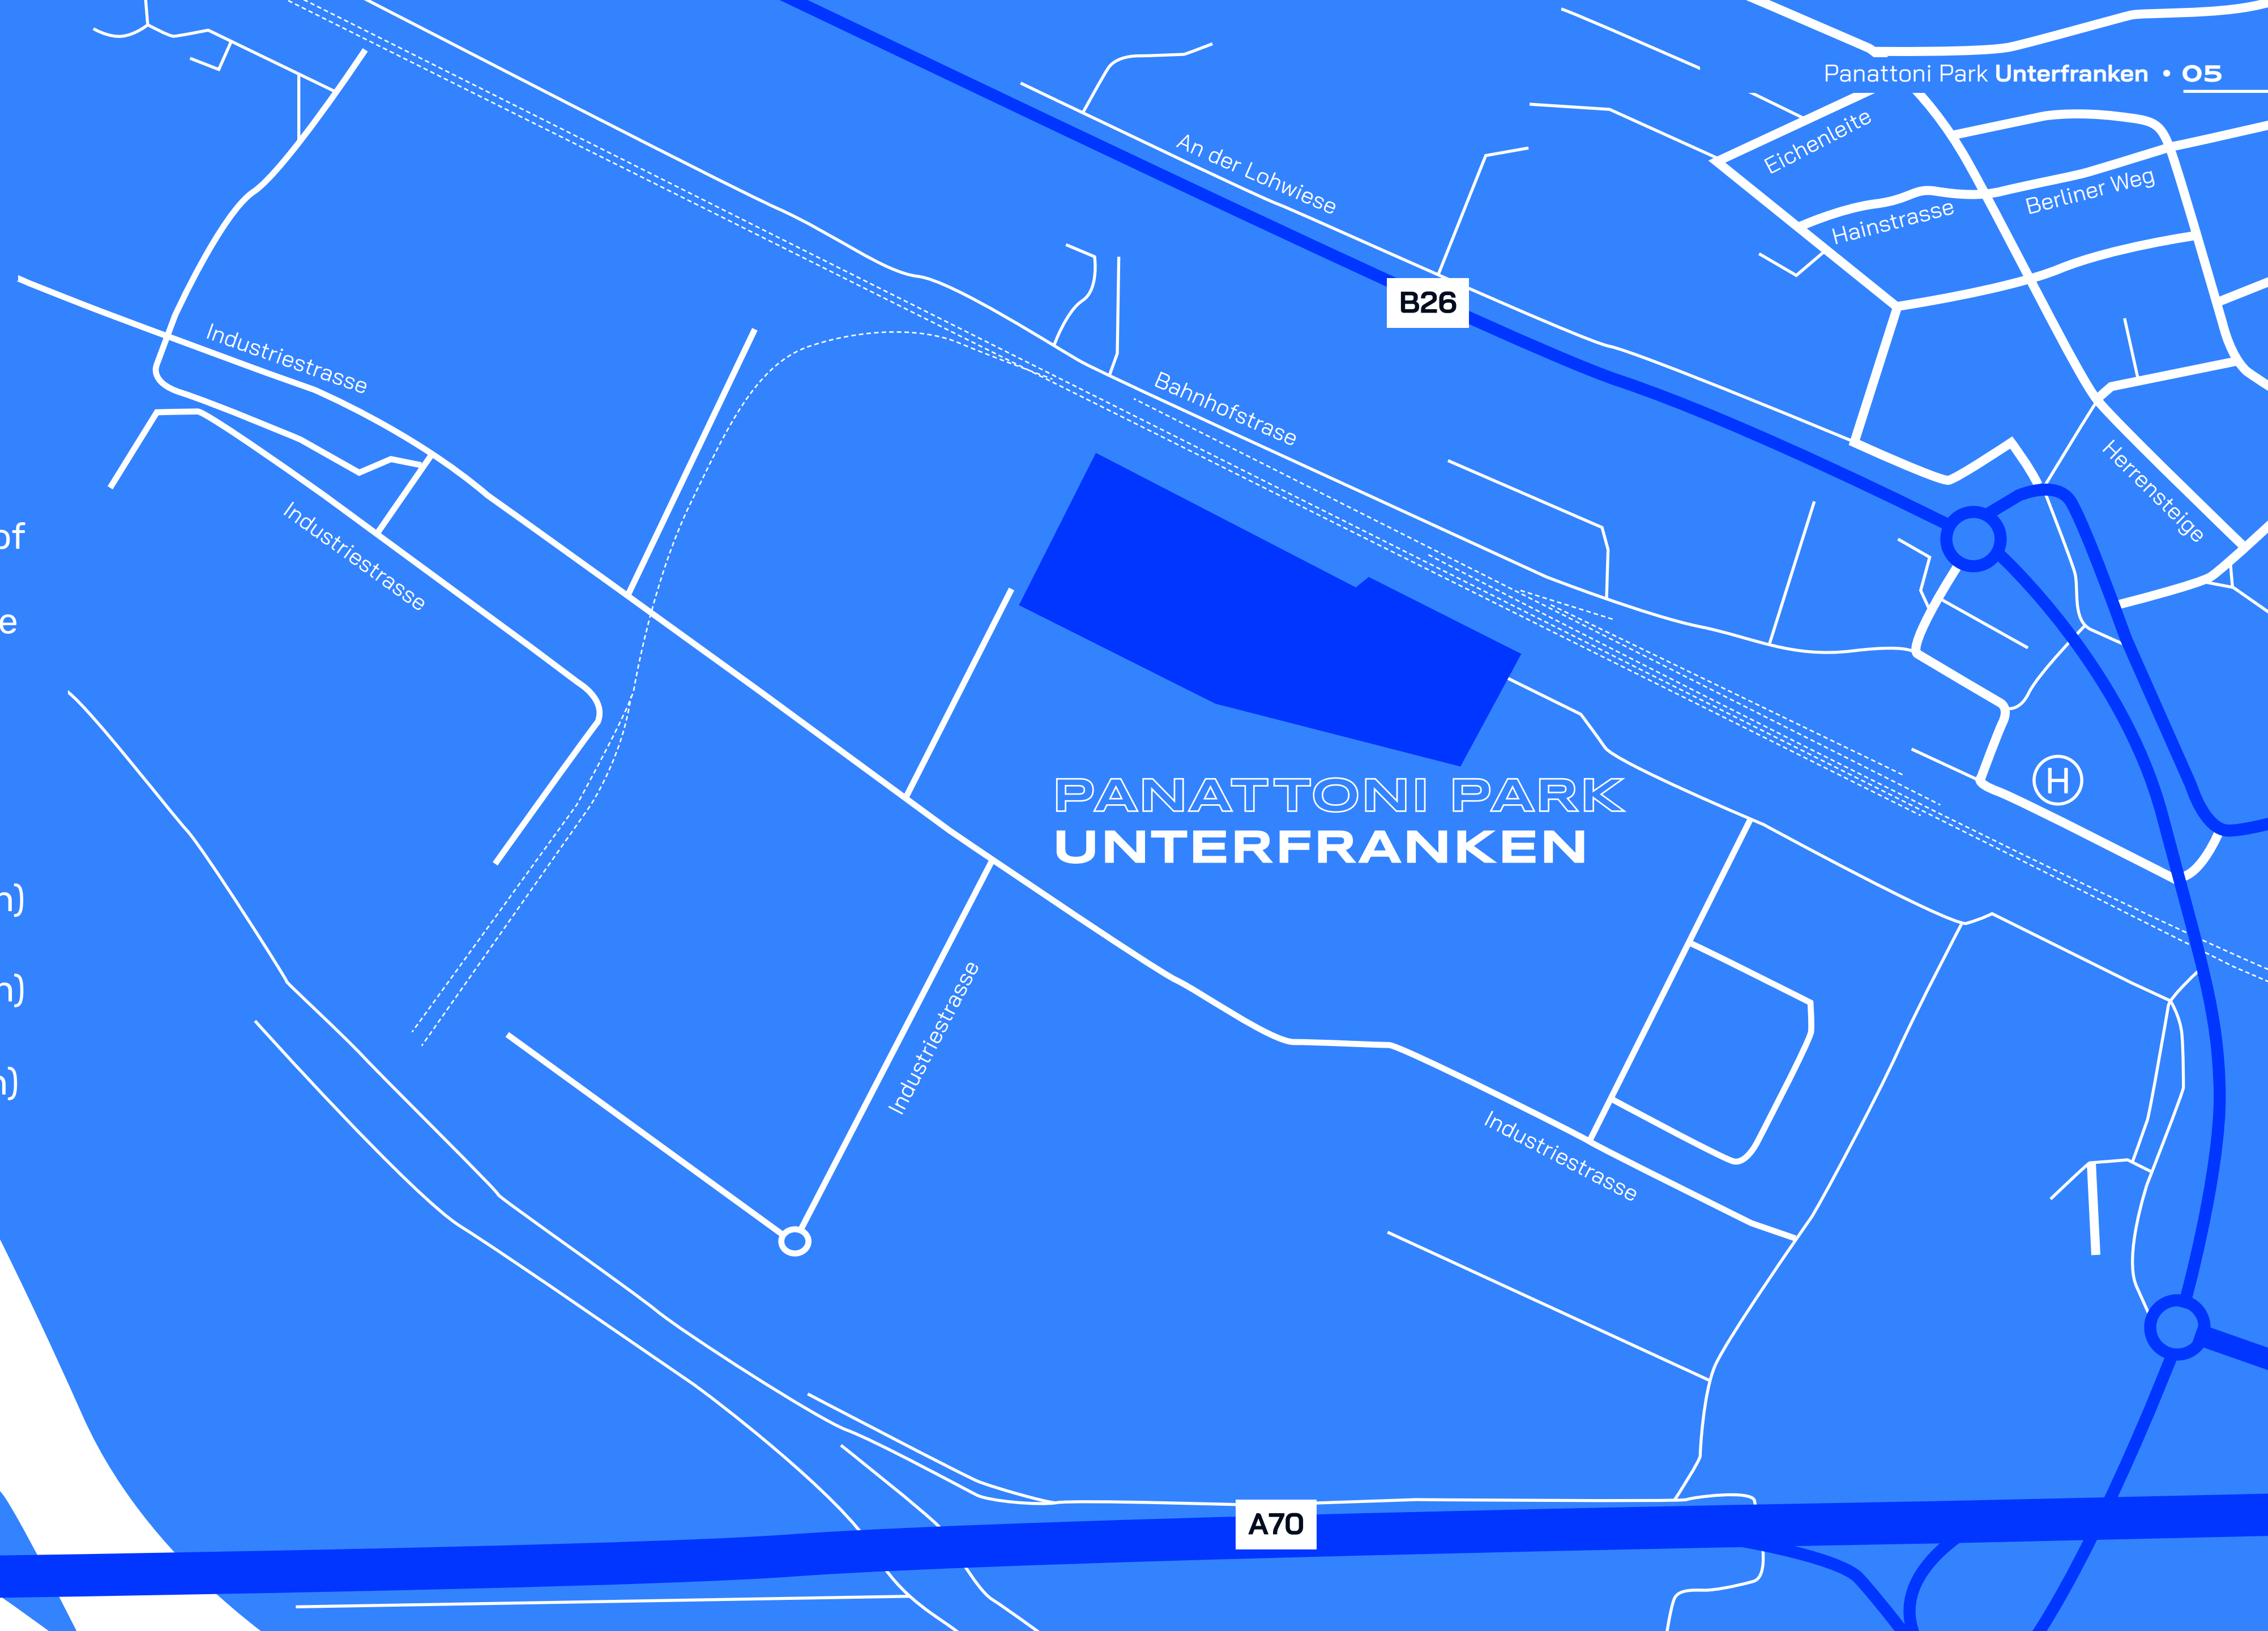 Panattoni Park Unterfranken • 05
Eichenleite
An der Lohwiese
Berliner Weg
Hainstrasse
B26
Industriestrasse
Bahnhofstrase
Herrensteige
Industriestrasse
of
e
H
PANATTONI PARK
UNTERFRANKEN
n)
n)
Industriestrasse
n)
Industriestrasse
A70